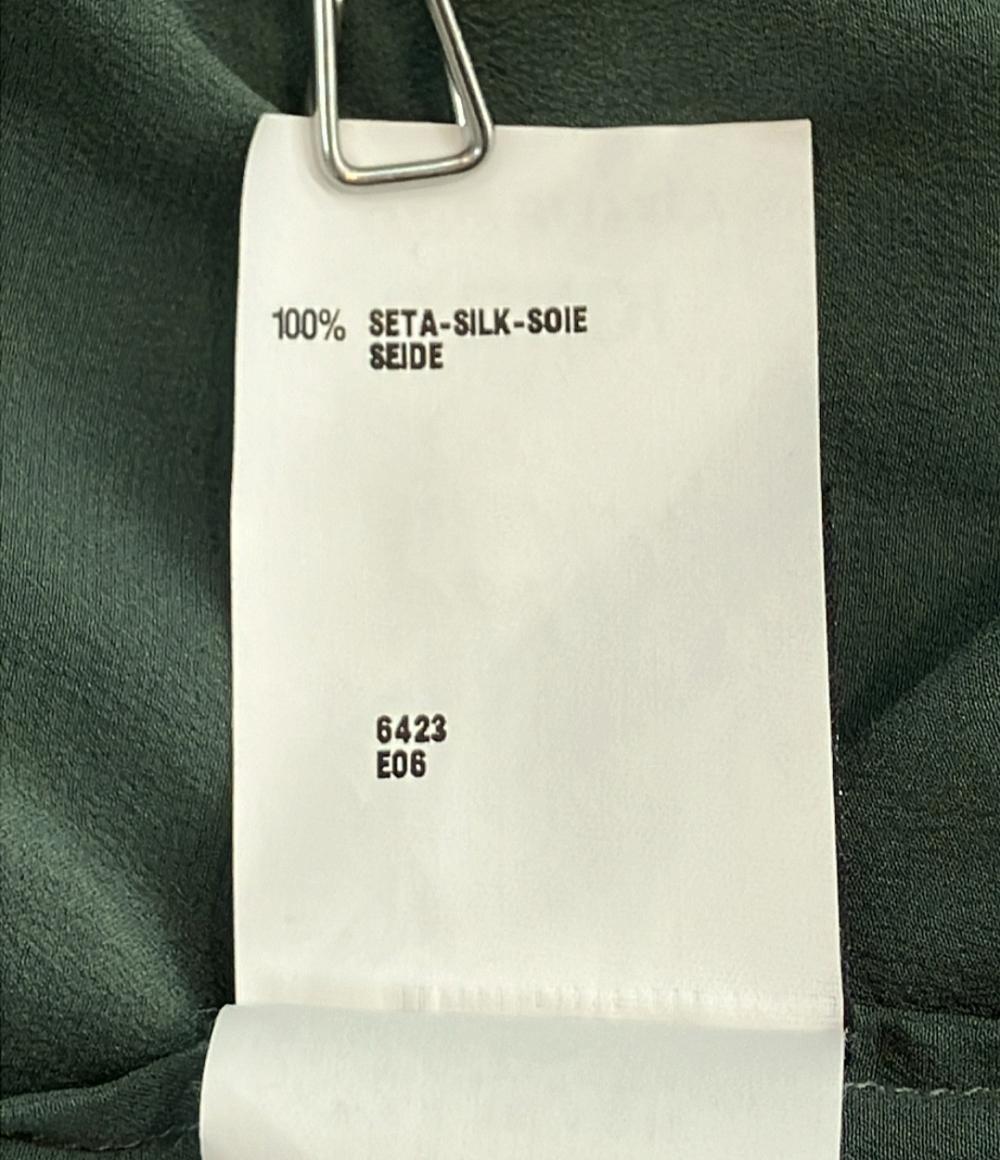 100% SETA-SILK-SOIE
SEIDE
6423
E06